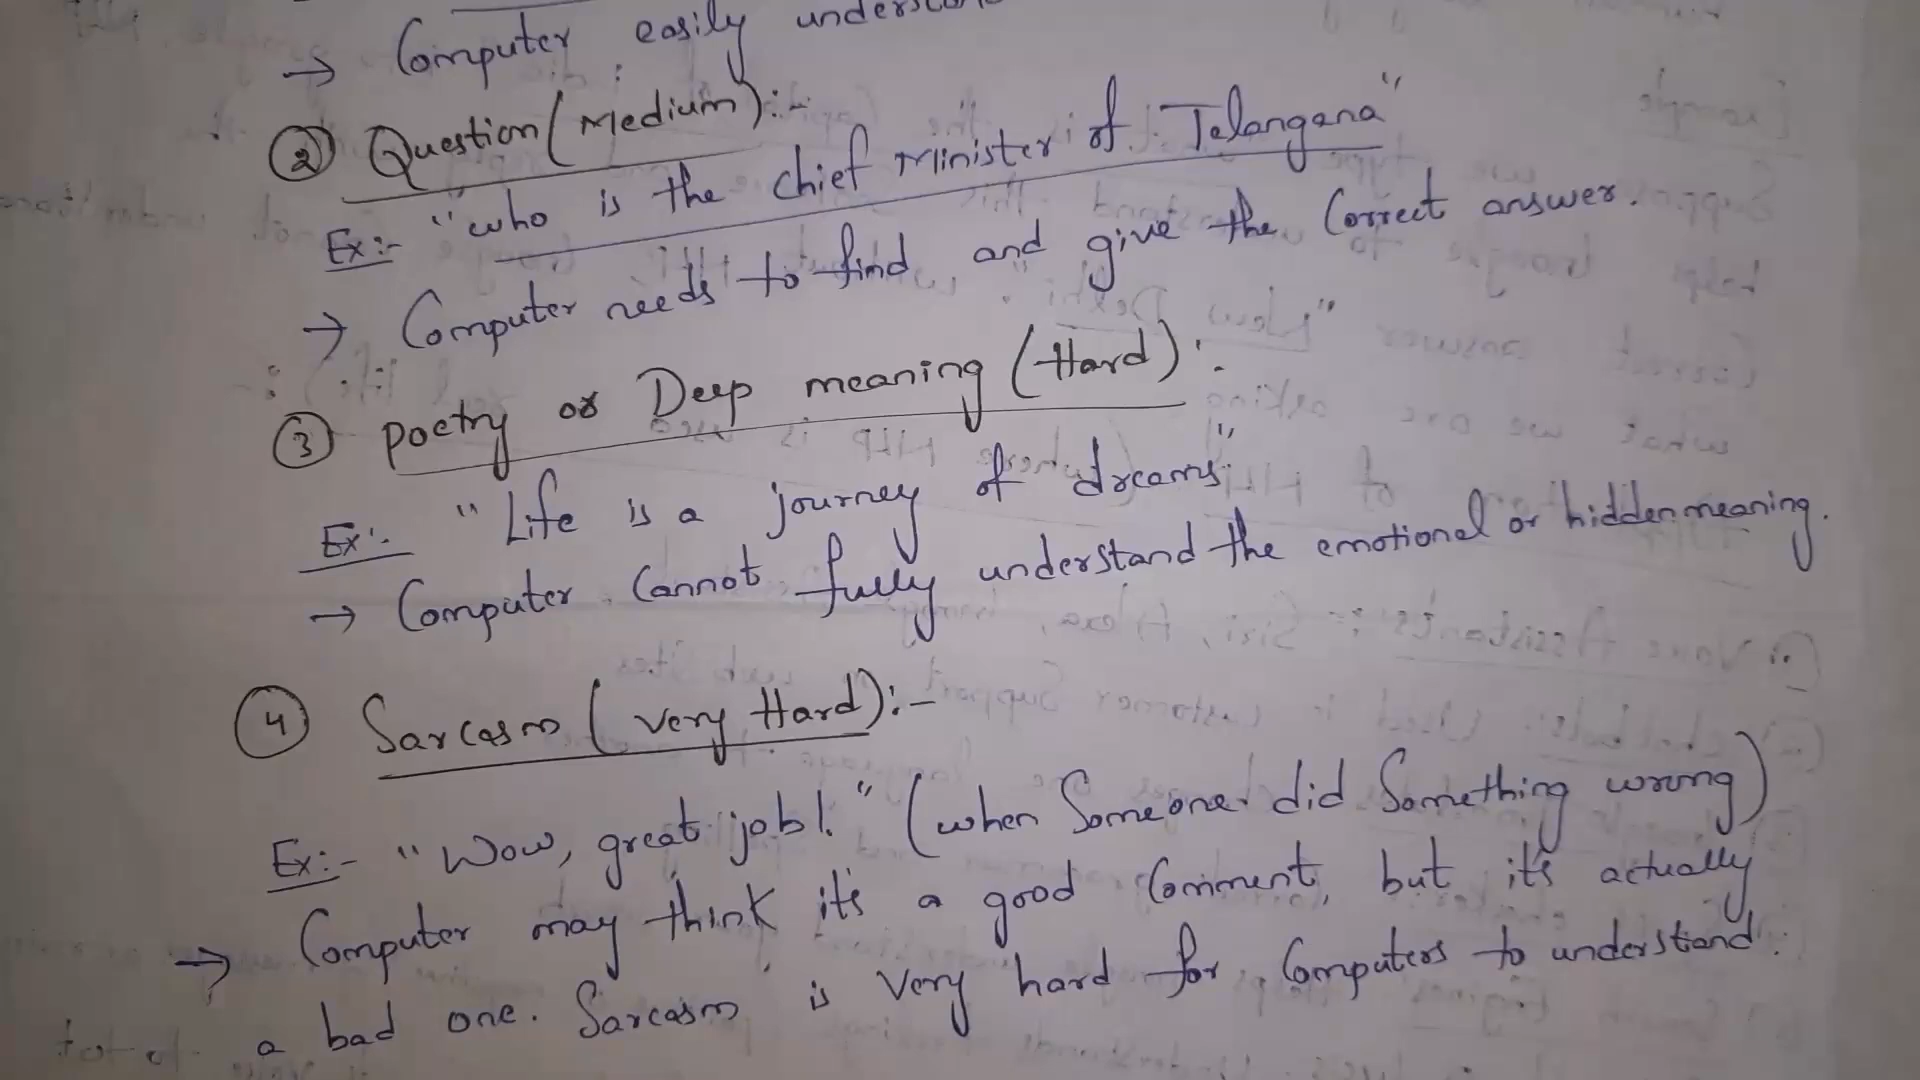 → Computer easily
② Question (Medium):-
Ex:- "who is the chief Minister of Telangana"
→ Computer needs to find and give the Correct answer.
③ poetry or Deep meaning (Hard):-
Ex:- "Life is a journey of dreams"
→ Computer Cannot fully understand the emotional or hidden meaning.
④ Sarcasm (very Hard):-
Ex:- "Wow, great job!" (when Someone did Something wrong)
→ Computer may think it's a good Comment, but it's actually
a bad one. Sarcasm is Very hard for Computers to understand.